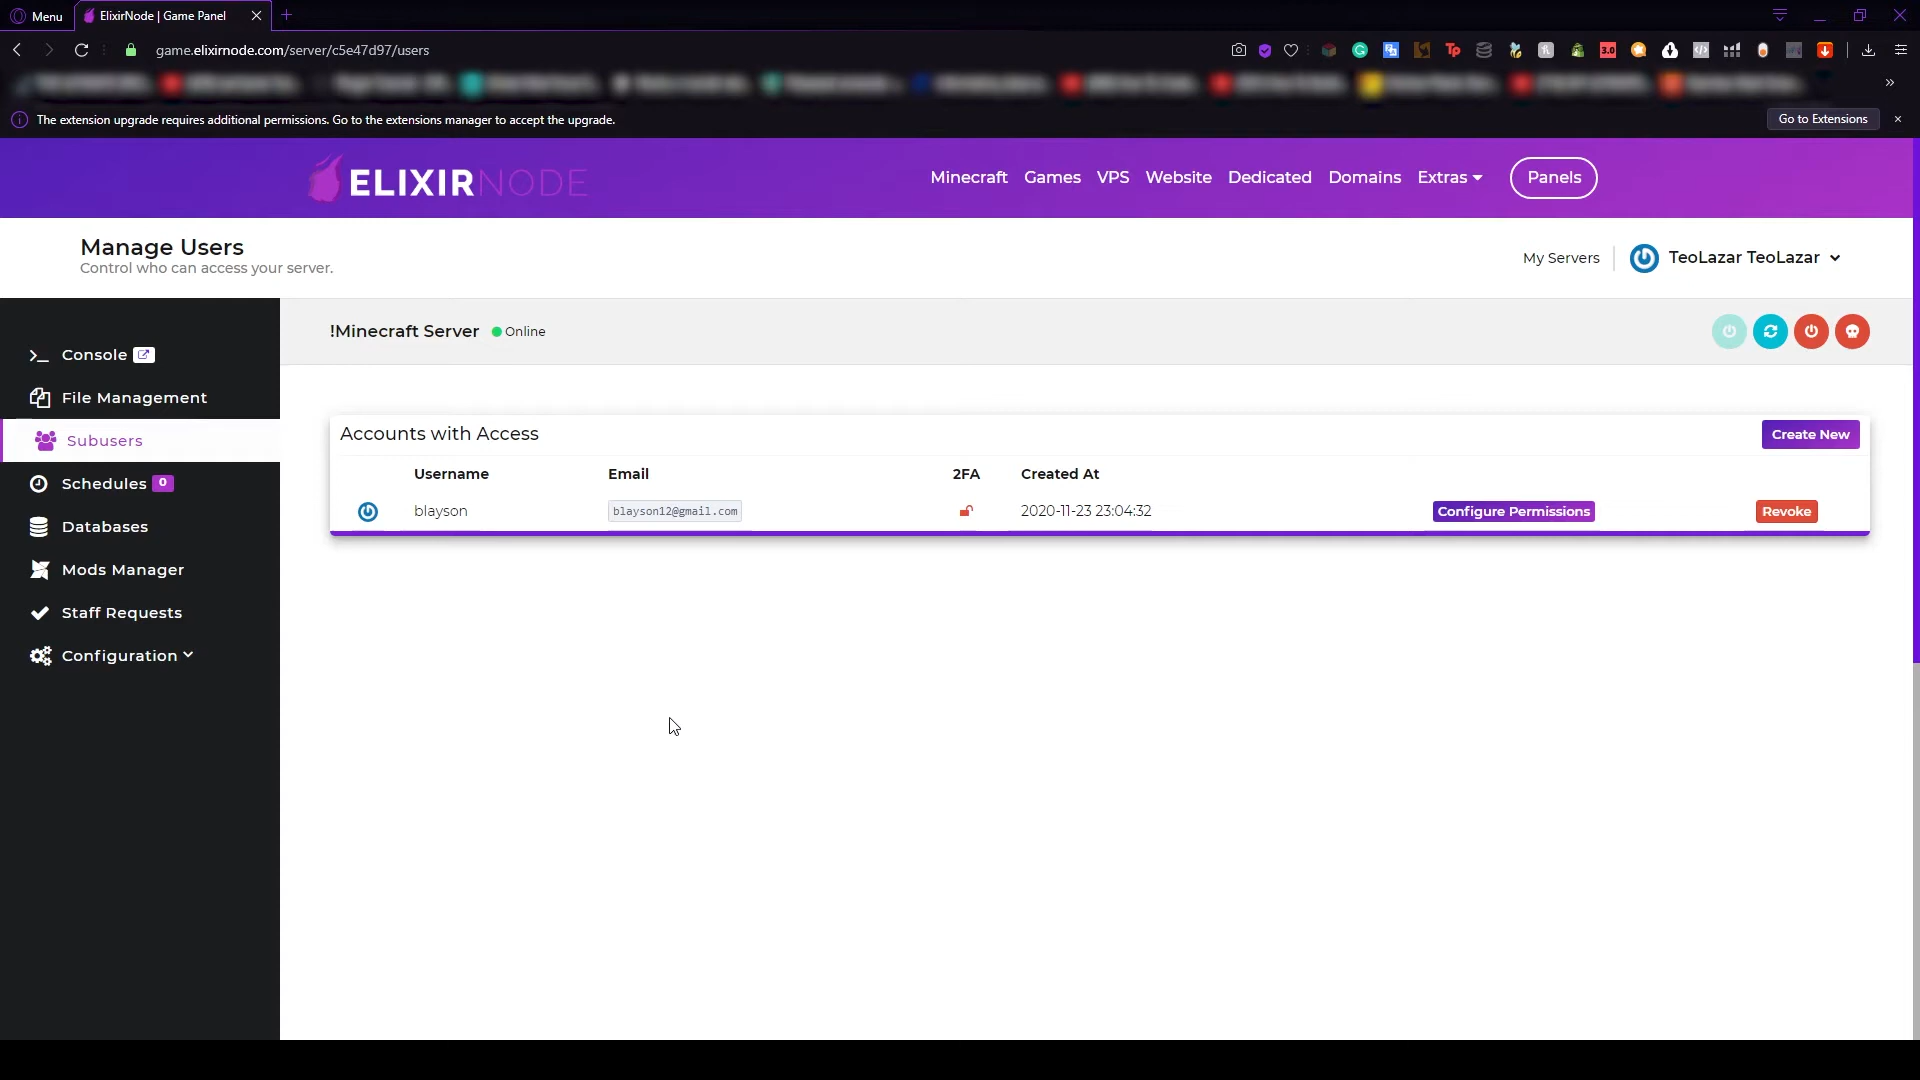 Menu
ElixirNode | Game Panel
game.elixirnode.com/server/c5e47d97/users
Tp
3.0
The extension upgrade requires additional permissions. Go to the extensions manager to accept the upgrade.
Go to Extensions
ELIXIRNODE
Minecraft Games VPS Website Dedicated Domains Extras Panels
Manage Users
Control who can access your server.
My Servers
TeoLazar TeoLazar
!Minecraft Server Online
Console
File Management
Subusers
Schedules 0
Databases
Mods Manager
Staff Requests
Configuration
Accounts with Access
Create New
Username Email 2FA Created At
blayson blayson12@gmail.com 2020-11-23 23:04:32 Configure Permissions Revoke